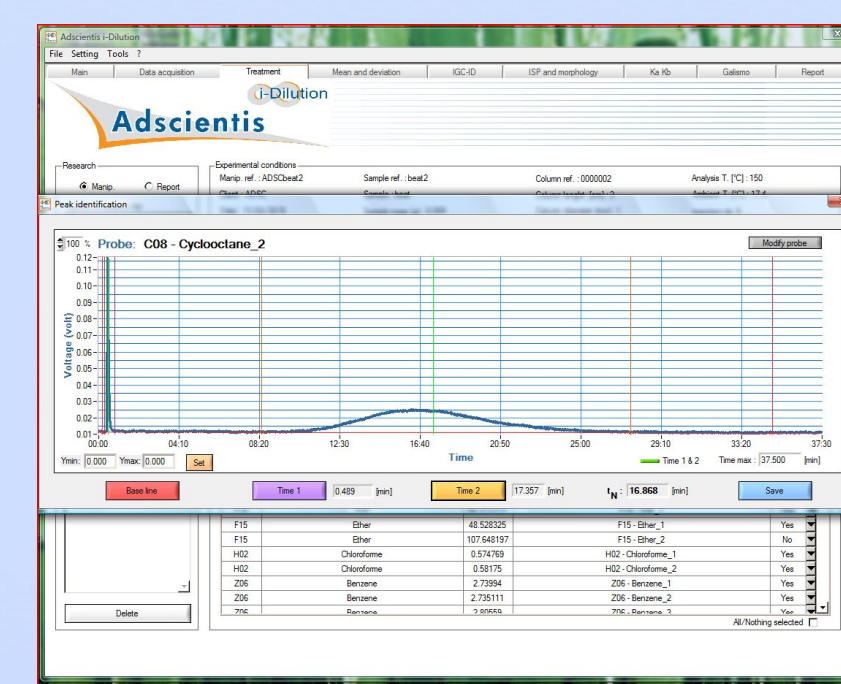 Adscientis i-Dilution
File Setting Tools ?
Main Data acquisition Treatment Mean and deviation IGC-ID ISP and morphology Ka Kb Galismo Report
i-Dilution
Adscientis
Research
Manip. Report
Experimental conditions
Manip. ref. : ADSCbeat2 Sample ref. : beat2 Column ref. : 0000002 Analysis T. [°C] : 150
Peak identification
100 % Probe: C08 - Cyclooctane_2 Modify probe
Voltage (volt)
0.12
0.11
0.10
0.09
0.08
0.07
0.06
0.05
0.04
0.03
0.02
0.01
00:00 04:10 08:20 12:30 16:40 20:50 25:00 29:10 33:20 37:30
Ymin: 0.000 Ymax: 0.000 Set Time Time 1 & 2 Time max : 37.500 [min]
Base line Time 1 0.489 [min] Time 2 17.357 [min] tN : 16.868 [min] Save
F15 Ether 48.528325 F15 - Ether_1 Yes
F15 Ether 107.648197 F15 - Ether_2 No
H02 Chloroforme 0.574769 H02 - Chloroforme_1 Yes
H02 Chloroforme 0.58175 H02 - Chloroforme_2 Yes
Z06 Benzene 2.73994 Z06 - Benzene_1 Yes
Z06 Benzene 2.735111 Z06 - Benzene_2 Yes
Z06 Benzene 2.80559 Z06 - Benzene_3 Yes
Delete
All/Nothing selected